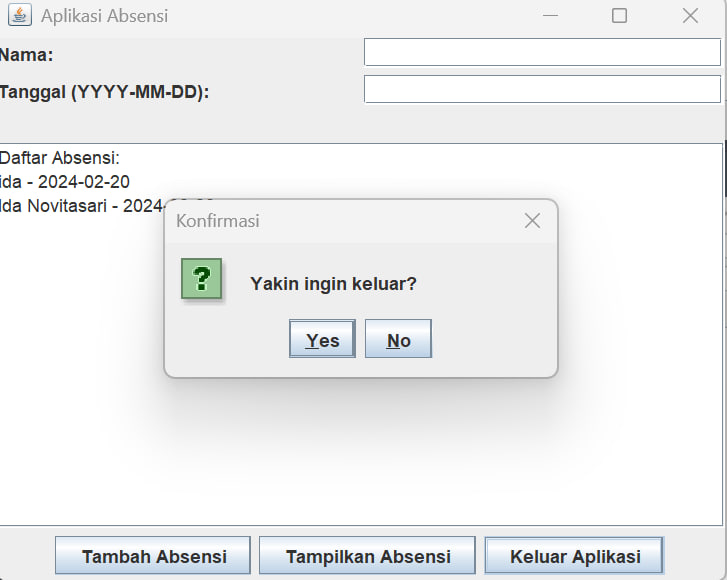 Aplikasi Absensi
Nama:
Tanggal (YYYY-MM-DD):
Daftar Absensi:
ida - 2024-02-20
Ida Novitasari - 2024-
Konfirmasi
?
Yakin ingin keluar?
Yes
No
Tambah Absensi
Tampilkan Absensi
Keluar Aplikasi